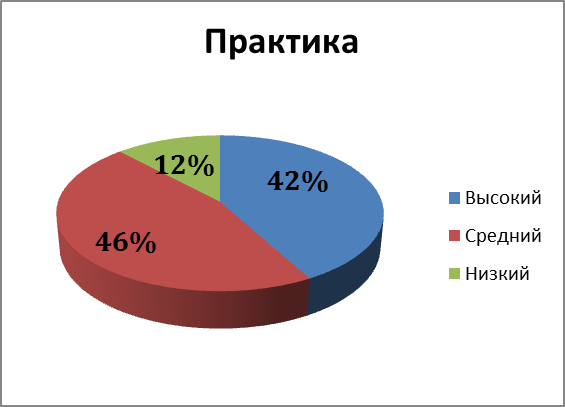 Практика
12%
42%
46%
Высокий
Средний
Низкий